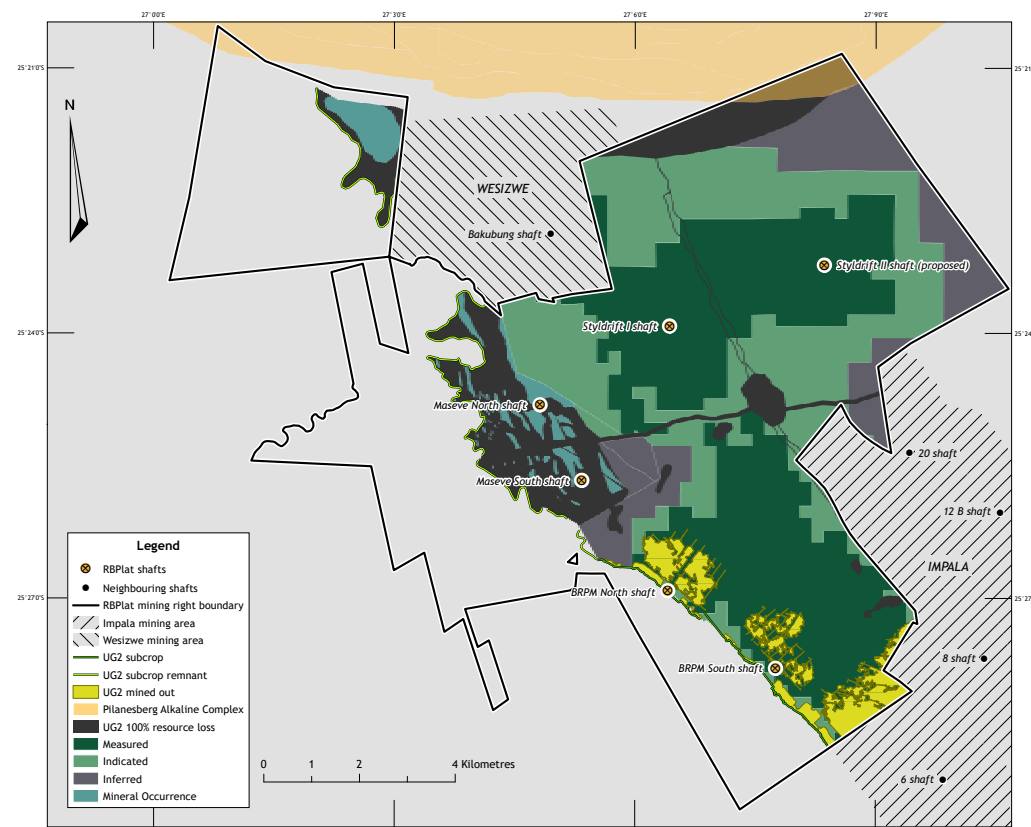 27°0'0"E 27°30'E 27°60'E 27°90'E
25°21'0"S
25°21
N
WESIZWE
Bakubung shaft
Styldrift II shaft (proposed)
Styldrift I shaft
25°24'0"S
25°24
Maseve North shaft
20 shaft
Maseve South shaft
12 B shaft
Legend
RBPlat shafts
Neighbouring shafts
RBPlat mining right boundary
Impala mining area
Wesizwe mining area
UG2 subcrop
UG2 subcrop remnant
UG2 mined out
Pilanesberg Alkaline Complex
UG2 100% resource loss
Measured
Indicated
Inferred
Mineral Occurrence
IMPALA
BRPM North shaft
25°27'0"S
25°27
8 shaft
BRPM South shaft
0 1 2 4 Kilometres
6 shaft